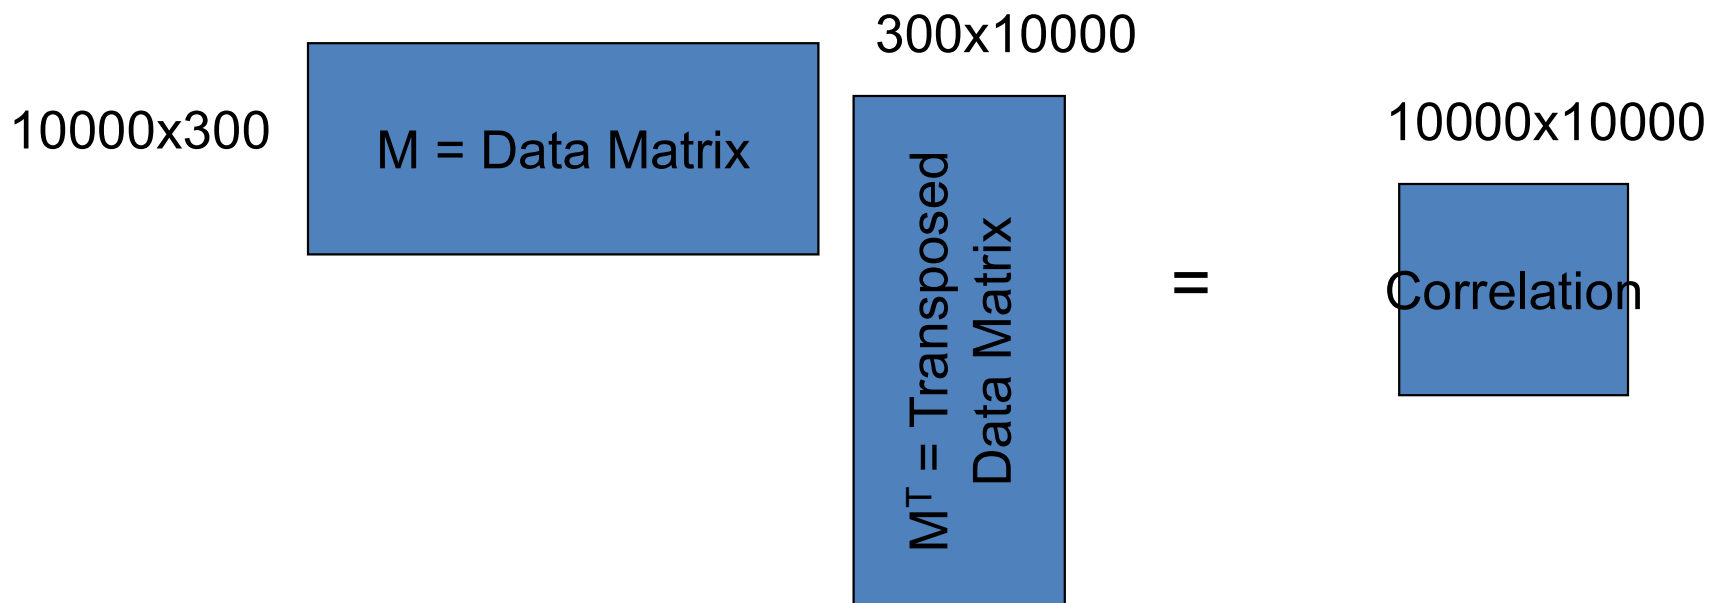 10000x300
M = Data Matrix
300x10000
Mᵀ = Transposed
Data Matrix
=
10000x10000
Correlation